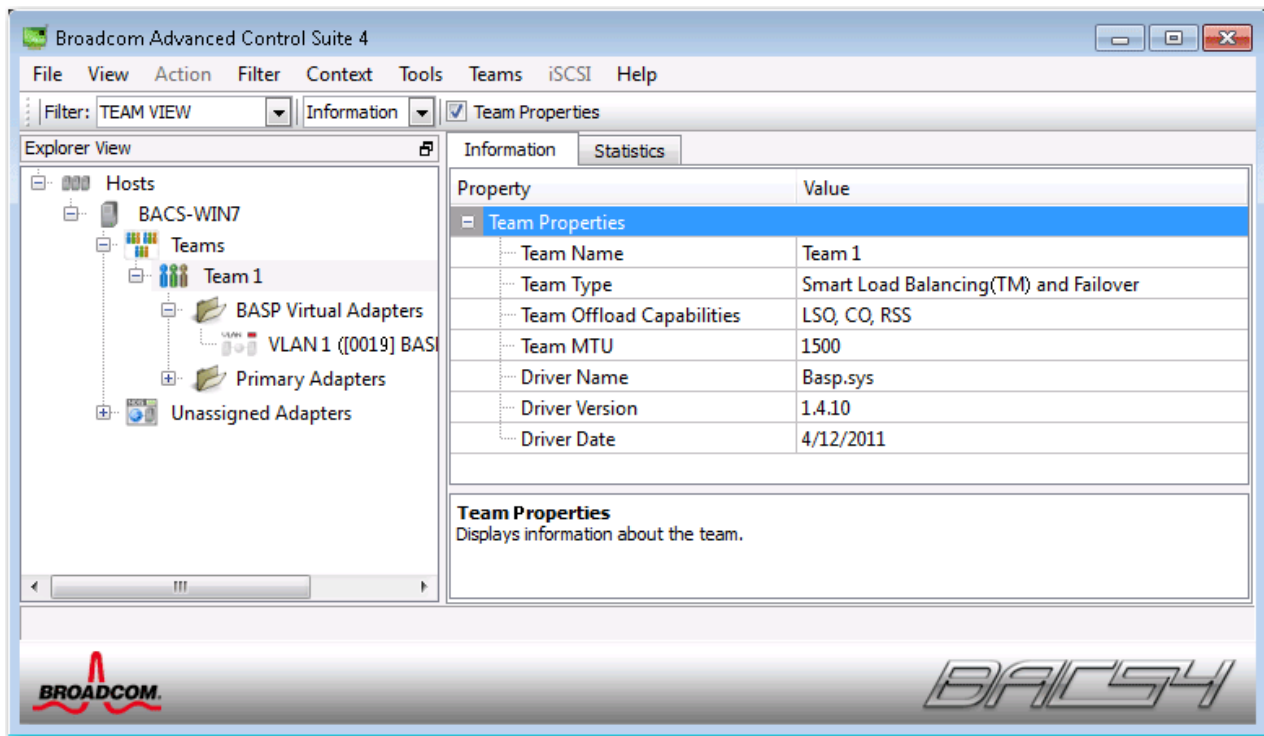 Broadcom Advanced Control Suite 4
File View Action Filter Context Tools Teams iSCSI Help
Filter: TEAM VIEW Information Team Properties
Explorer View
Hosts
BACS-WIN7
Teams
Team 1
BASP Virtual Adapters
VLAN 1 ([0019] BASI
Primary Adapters
Unassigned Adapters
Information Statistics
Property Value
Team Properties
Team Name Team 1
Team Type Smart Load Balancing(TM) and Failover
Team Offload Capabilities LSO, CO, RSS
Team MTU 1500
Driver Name Basp.sys
Driver Version 1.4.10
Driver Date 4/12/2011
Team Properties
Displays information about the team.
BROADCOM.
BACS4